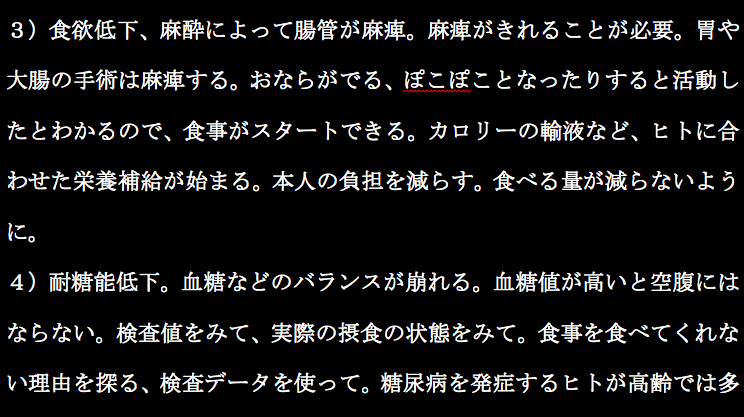 ３）食欲低下、麻酔によって腸管が麻痺。麻痺がきれることが必要。胃や
大腸の手術は麻痺する。おならがでる、ぽこぽことなったりすると活動し
たとわかるので、食事がスタートできる。カロリーの輸液など、ヒトに合
わせた栄養補給が始まる。本人の負担を減らす。食べる量が減らないよう
に。
４）耐糖能低下。血糖などのバランスが崩れる。血糖値が高いと空腹には
ならない。検査値をみて、実際の摂食の状態をみて。食事を食べてくれな
い理由を探る、検査データを使って。糖尿病を発症するヒトが高齢では多